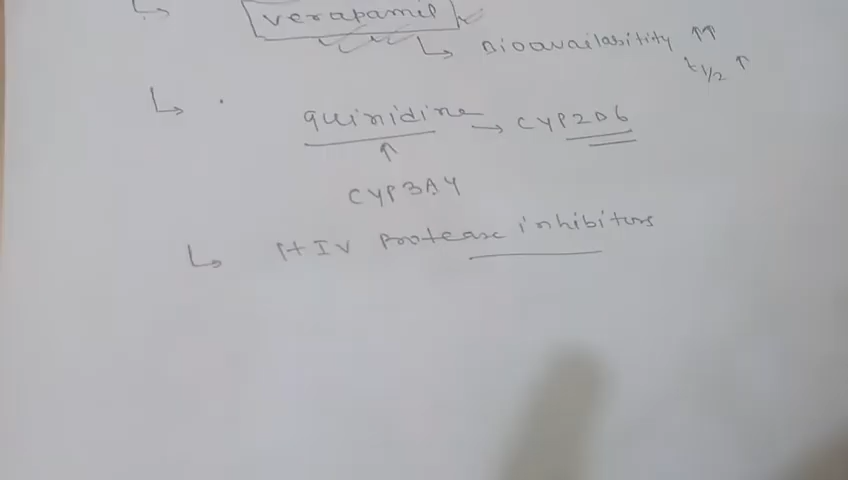 verapamil
Bioavailability ↑↑
t1/2 ↑
quinidine → CYP2D6
↑
CYP3A4
HIV Protease inhibitors